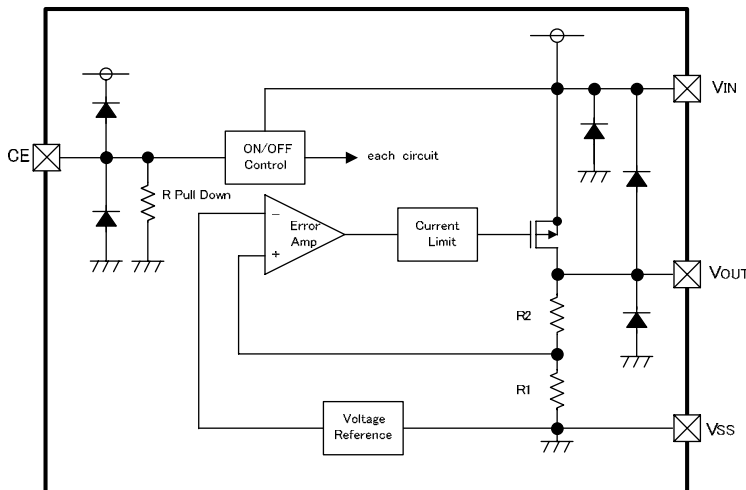 VIN
CE
ON/OFF
Control
each circuit
R Pull Down
−
Error
Amp
+
Current
Limit
VOUT
R2
R1
Voltage
Reference
VSS